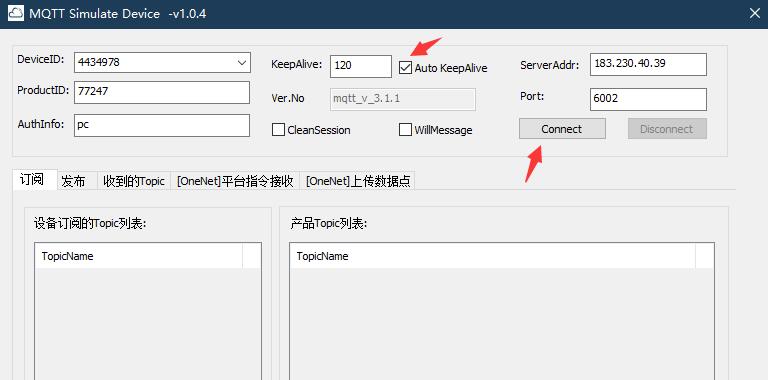 MQTT Simulate Device -v1.0.4
DeviceID: 4434978
KeepAlive: 120 Auto KeepAlive
ServerAddr: 183.230.40.39
ProductID: 77247
Ver.No mqtt_v_3.1.1
Port: 6002
AuthInfo: pc
CleanSession WillMessage
Connect Disconnect
订阅 发布 收到的Topic [OneNet]平台指令接收 [OneNet]上传数据点
设备订阅的Topic列表: 产品Topic列表:
TopicName TopicName